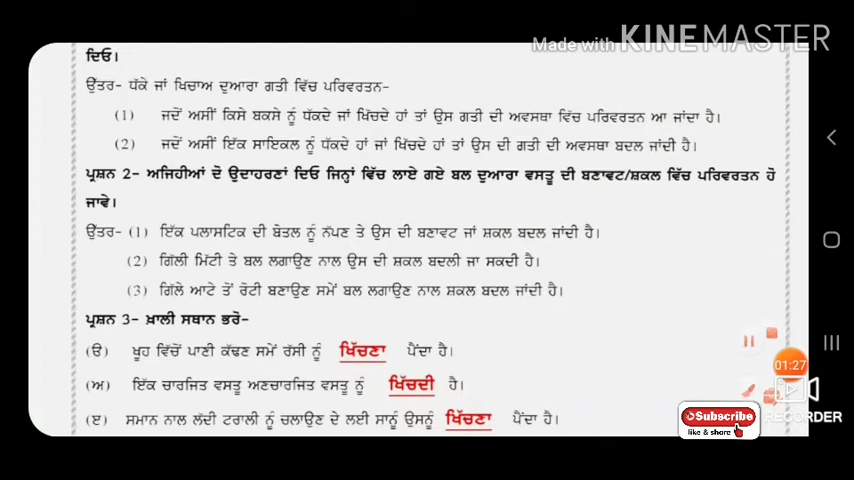 Made with KINEMASTER
ਦਿਓ।
ਉੱਤਰ- ਧੱਕੇ ਜਾਂ ਖਿਚਾਅ ਦੁਆਰਾ ਗਤੀ ਵਿੱਚ ਪਰਿਵਰਤਨ-
(1) ਜਦੋਂ ਅਸੀਂ ਕਿਸੇ ਬਕਸੇ ਨੂੰ ਧੱਕਦੇ ਜਾਂ ਖਿੱਚਦੇ ਹਾਂ ਤਾਂ ਉਸ ਗਤੀ ਦੀ ਅਵਸਥਾ ਵਿੱਚ ਪਰਿਵਰਤਨ ਆ ਜਾਂਦਾ ਹੈ।
(2) ਜਦੋਂ ਅਸੀਂ ਇੱਕ ਸਾਇਕਲ ਨੂੰ ਧੱਕਦੇ ਹਾਂ ਜਾਂ ਖਿੱਚਦੇ ਹਾਂ ਤਾਂ ਉਸ ਦੀ ਗਤੀ ਦੀ ਅਵਸਥਾ ਬਦਲ ਜਾਂਦੀ ਹੈ।
ਪ੍ਰਸ਼ਨ 2- ਅਜਿਹੀਆਂ ਦੋ ਉਦਾਹਰਣਾਂ ਦਿਓ ਜਿਨ੍ਹਾਂ ਵਿੱਚ ਲਾਏ ਗਏ ਬਲ ਦੁਆਰਾ ਵਸਤੂ ਦੀ ਬਣਾਵਟ/ਸ਼ਕਲ ਵਿੱਚ ਪਰਿਵਰਤਨ ਹੋ
ਜਾਵੇ।
ਉੱਤਰ- (1) ਇੱਕ ਪਲਾਸਟਿਕ ਦੀ ਬੋਤਲ ਨੂੰ ਨੱਪਣ ਤੇ ਉਸ ਦੀ ਬਣਾਵਟ ਜਾਂ ਸ਼ਕਲ ਬਦਲ ਜਾਂਦੀ ਹੈ।
(2) ਗਿੱਲੀ ਮਿੱਟੀ ਤੇ ਬਲ ਲਗਾਉਣ ਨਾਲ ਉਸ ਦੀ ਸ਼ਕਲ ਬਦਲੀ ਜਾ ਸਕਦੀ ਹੈ।
(3) ਗਿੱਲੇ ਆਟੇ ਤੋਂ ਰੋਟੀ ਬਣਾਉਣ ਸਮੇਂ ਬਲ ਲਗਾਉਣ ਨਾਲ ਸ਼ਕਲ ਬਦਲ ਜਾਂਦੀ ਹੈ।
ਪ੍ਰਸ਼ਨ 3- ਖ਼ਾਲੀ ਸਥਾਨ ਭਰੋ-
(ੳ) ਖੂਹ ਵਿੱਚੋਂ ਪਾਣੀ ਕੱਢਣ ਸਮੇਂ ਰੱਸੀ ਨੂੰ ਖਿੱਚਣਾ ਪੈਂਦਾ ਹੈ।
(ਅ) ਇੱਕ ਚਾਰਜਿਤ ਵਸਤੂ ਅਣਚਾਰਜਿਤ ਵਸਤੂ ਨੂੰ ਖਿੱਚਦੀ ਹੈ।
(ੲ) ਸਮਾਨ ਨਾਲ ਲੱਦੀ ਟਰਾਲੀ ਨੂੰ ਚਲਾਉਣ ਦੇ ਲਈ ਸਾਨੂੰ ਉਸਨੂੰ ਖਿੱਚਣਾ ਪੈਂਦਾ ਹੈ।
01:27
RECORDER
Subscribe
like & share